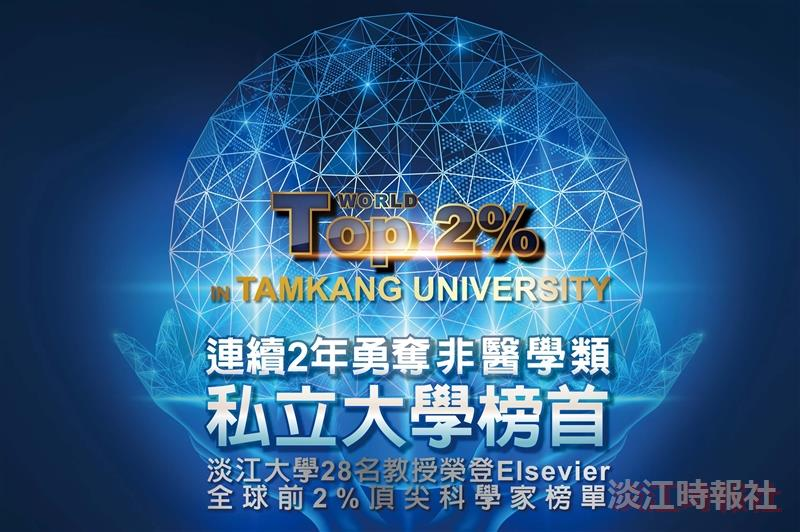 WORLD
Top 2%
IN TAMKANG UNIVERSITY
連續2年勇奪非醫學類
私立大學榜首
淡江大學28名教授榮登Elsevier
全球前2%頂尖科學家榜單
淡江時報社